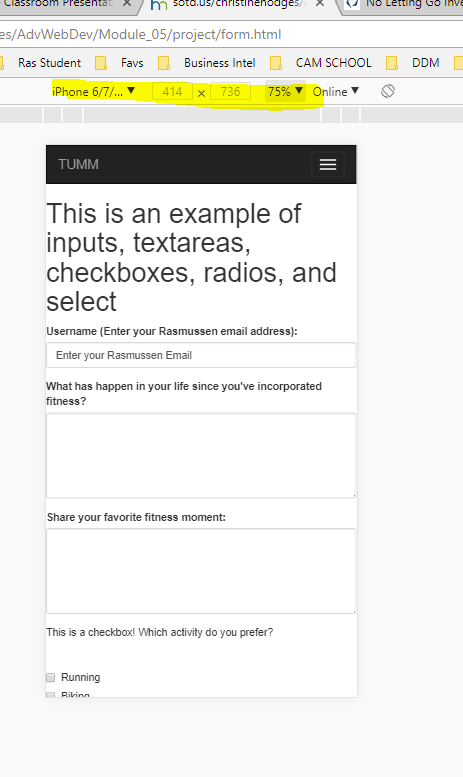 Classroom Presentat
sotd.us/christinehodges/
No Letting Go Inve
es/AdvWebDev/Module_05/project/form.html
Ras Student Favs Business Intel CAM SCHOOL DDM
iPhone 6/7/... ▼ 414 × 736 75% ▼ Online ▼
TUMM
This is an example of
inputs, textareas,
checkboxes, radios, and
select
Username (Enter your Rasmussen email address):
Enter your Rasmussen Email
What has happen in your life since you've incorporated
fitness?
Share your favorite fitness moment:
This is a checkbox! Which activity do you prefer?
Running
Biking